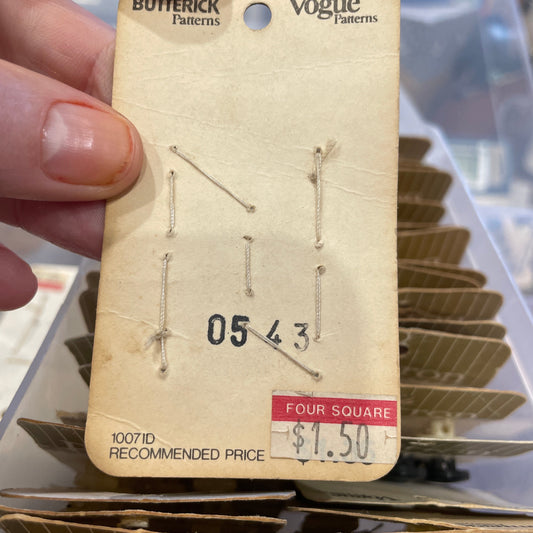 BUTTERICK
Patterns
Vogue
Patterns
0543
FOUR SQUARE
$1.50
10071D
RECOMMENDED PRICE